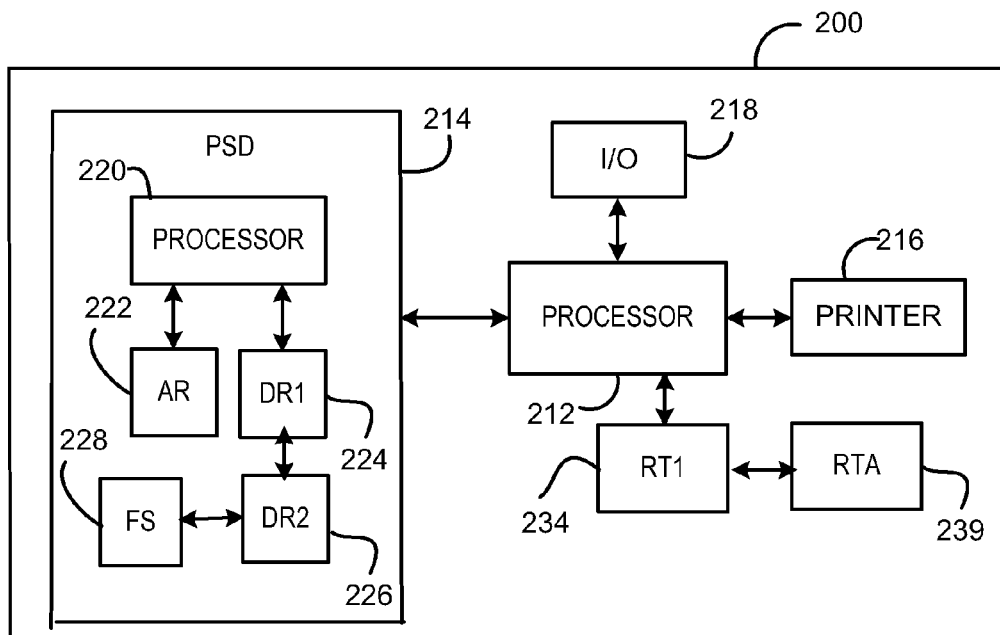 200
PSD
214
218
I/O
220
PROCESSOR
216
PROCESSOR
PRINTER
222
AR
DR1
212
228
224
RT1
RTA
FS
DR2
234
239
226